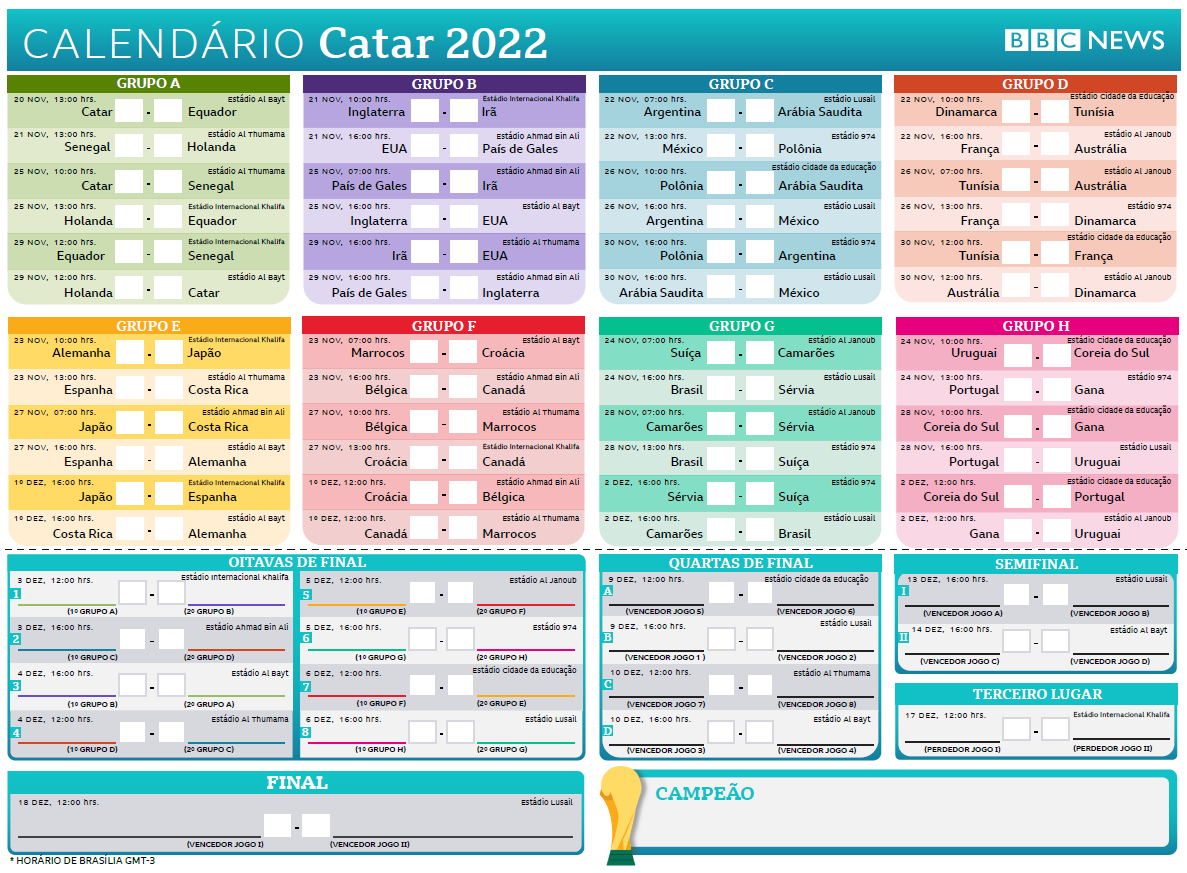 CALENDÁRIO Catar 2022
BBC NEWS
GRUPO A
20 NOV, 13:00 hrs. Estádio Al Bayt
Catar - Equador
21 NOV, 13:00 hrs. Estádio Al Thumama
Senegal - Holanda
25 NOV, 10:00 hrs. Estádio Al Thumama
Catar - Senegal
25 NOV, 13:00 hrs. Estádio Internacional Khalifa
Holanda - Equador
29 NOV, 12:00 hrs. Estádio Internacional Khalifa
Equador - Senegal
29 NOV, 12:00 hrs. Estádio Al Bayt
Holanda - Catar
GRUPO B
21 NOV, 10:00 hrs. Estádio Internacional Khalifa
Inglaterra - Irã
21 NOV, 16:00 hrs. Estádio Ahmad Bin Ali
EUA - País de Gales
25 NOV, 07:00 hrs. Estádio Ahmad Bin Ali
País de Gales - Irã
25 NOV, 16:00 hrs. Estádio Al Bayt
Inglaterra - EUA
29 NOV, 16:00 hrs. Estádio Al Thumama
Irã - EUA
29 NOV, 16:00 hrs. Estádio Ahmad Bin Ali
País de Gales - Inglaterra
GRUPO C
22 NOV, 07:00 hrs. Estádio Lusail
Argentina - Arábia Saudita
22 NOV, 13:00 hrs. Estádio 974
México - Polônia
26 NOV, 10:00 hrs. Estádio Cidade da Educação
Polônia - Arábia Saudita
26 NOV, 16:00 hrs. Estádio Lusail
Argentina - México
30 NOV, 16:00 hrs. Estádio 974
Polônia - Argentina
30 NOV, 16:00 hrs. Estádio Lusail
Arábia Saudita - México
GRUPO D
22 NOV, 10:00 hrs. Estádio Cidade da Educação
Dinamarca - Tunísia
22 NOV, 16:00 hrs. Estádio Al Janoub
França - Austrália
26 NOV, 07:00 hrs. Estádio Al Janoub
Tunísia - Austrália
26 NOV, 13:00 hrs. Estádio 974
França - Dinamarca
30 NOV, 12:00 hrs. Estádio Cidade da Educação
Tunísia - França
30 NOV, 12:00 hrs. Estádio Al Janoub
Austrália - Dinamarca
GRUPO E
23 NOV, 10:00 hrs. Estádio Internacional Khalifa
Alemanha - Japão
23 NOV, 13:00 hrs. Estádio Al Thumama
Espanha - Costa Rica
27 NOV, 07:00 hrs. Estádio Ahmad Bin Ali
Japão - Costa Rica
27 NOV, 16:00 hrs. Estádio Al Bayt
Espanha - Alemanha
1º DEZ, 16:00 hrs. Estádio Internacional Khalifa
Japão - Espanha
1º DEZ, 16:00 hrs. Estádio Al Bayt
Costa Rica - Alemanha
GRUPO F
23 NOV, 07:00 hrs. Estádio Al Bayt
Marrocos - Croácia
23 NOV, 16:00 hrs. Estádio Ahmad Bin Ali
Bélgica - Canadá
27 NOV, 10:00 hrs. Estádio Al Thumama
Bélgica - Marrocos
27 NOV, 13:00 hrs. Estádio Internacional Khalifa
Croácia - Canadá
1º DEZ, 12:00 hrs. Estádio Ahmad Bin Ali
Croácia - Bélgica
1º DEZ, 12:00 hrs. Estádio Al Thumama
Canadá - Marrocos
GRUPO G
24 NOV, 07:00 hrs. Estádio Al Janoub
Suíça - Camarões
24 NOV, 16:00 hrs. Estádio Lusail
Brasil - Sérvia
28 NOV, 07:00 hrs. Estádio Al Janoub
Camarões - Sérvia
28 NOV, 13:00 hrs. Estádio 974
Brasil - Suíça
2 DEZ, 16:00 hrs. Estádio 974
Sérvia - Suíça
2 DEZ, 16:00 hrs. Estádio Lusail
Camarões - Brasil
GRUPO H
24 NOV, 10:00 hrs. Estádio Cidade da Educação
Uruguai - Coreia do Sul
24 NOV, 13:00 hrs. Estádio 974
Portugal - Gana
28 NOV, 10:00 hrs. Estádio Cidade da Educação
Coreia do Sul - Gana
28 NOV, 16:00 hrs. Estádio Lusail
Portugal - Uruguai
2 DEZ, 12:00 hrs. Estádio Cidade da Educação
Coreia do Sul - Portugal
2 DEZ, 12:00 hrs. Estádio Al Janoub
Gana - Uruguai
OITAVAS DE FINAL
3 DEZ, 12:00 hrs. Estádio Internacional Khalifa
1 -
(1º GRUPO A) (2º GRUPO B)
3 DEZ, 16:00 hrs. Estádio Ahmad Bin Ali
2 -
(1º GRUPO C) (2º GRUPO D)
4 DEZ, 16:00 hrs. Estádio Al Bayt
3 -
(1º GRUPO B) (2º GRUPO A)
4 DEZ, 12:00 hrs. Estádio Al Thumama
4 -
(1º GRUPO D) (2º GRUPO C)
5 DEZ, 12:00 hrs. Estádio Al Janoub
5 -
(1º GRUPO E) (2º GRUPO F)
5 DEZ, 16:00 hrs. Estádio 974
6 -
(1º GRUPO G) (2º GRUPO H)
6 DEZ, 12:00 hrs. Estádio Cidade da Educação
7 -
(1º GRUPO F) (2º GRUPO E)
6 DEZ, 16:00 hrs. Estádio Lusail
8 -
(1º GRUPO H) (2º GRUPO G)
QUARTAS DE FINAL
9 DEZ, 12:00 hrs. Estádio Cidade da Educação
A -
(VENCEDOR JOGO 5) (VENCEDOR JOGO 6)
9 DEZ, 16:00 hrs. Estádio Lusail
B -
(VENCEDOR JOGO 1 ) (VENCEDOR JOGO 2)
10 DEZ, 12:00 hrs. Estádio Al Thumama
C -
(VENCEDOR JOGO 7) (VENCEDOR JOGO 8)
10 DEZ, 16:00 hrs. Estádio Al Bayt
D -
(VENCEDOR JOGO 3) (VENCEDOR JOGO 4)
SEMIFINAL
13 DEZ, 16:00 hrs. Estádio Lusail
I -
(VENCEDOR JOGO A) (VENCEDOR JOGO B)
14 DEZ, 16:00 hrs. Estádio Al Bayt
II -
(VENCEDOR JOGO C) (VENCEDOR JOGO D)
TERCEIRO LUGAR
17 DEZ, 12:00 hrs. Estádio Internacional Khalifa
-
(PERDEDOR JOGO I) (PERDEDOR JOGO II)
FINAL
18 DEZ, 12:00 hrs. Estádio Lusail
-
(VENCEDOR JOGO I) (VENCEDOR JOGO II)
CAMPEÃO
* HORÁRIO DE BRASÍLIA GMT-3